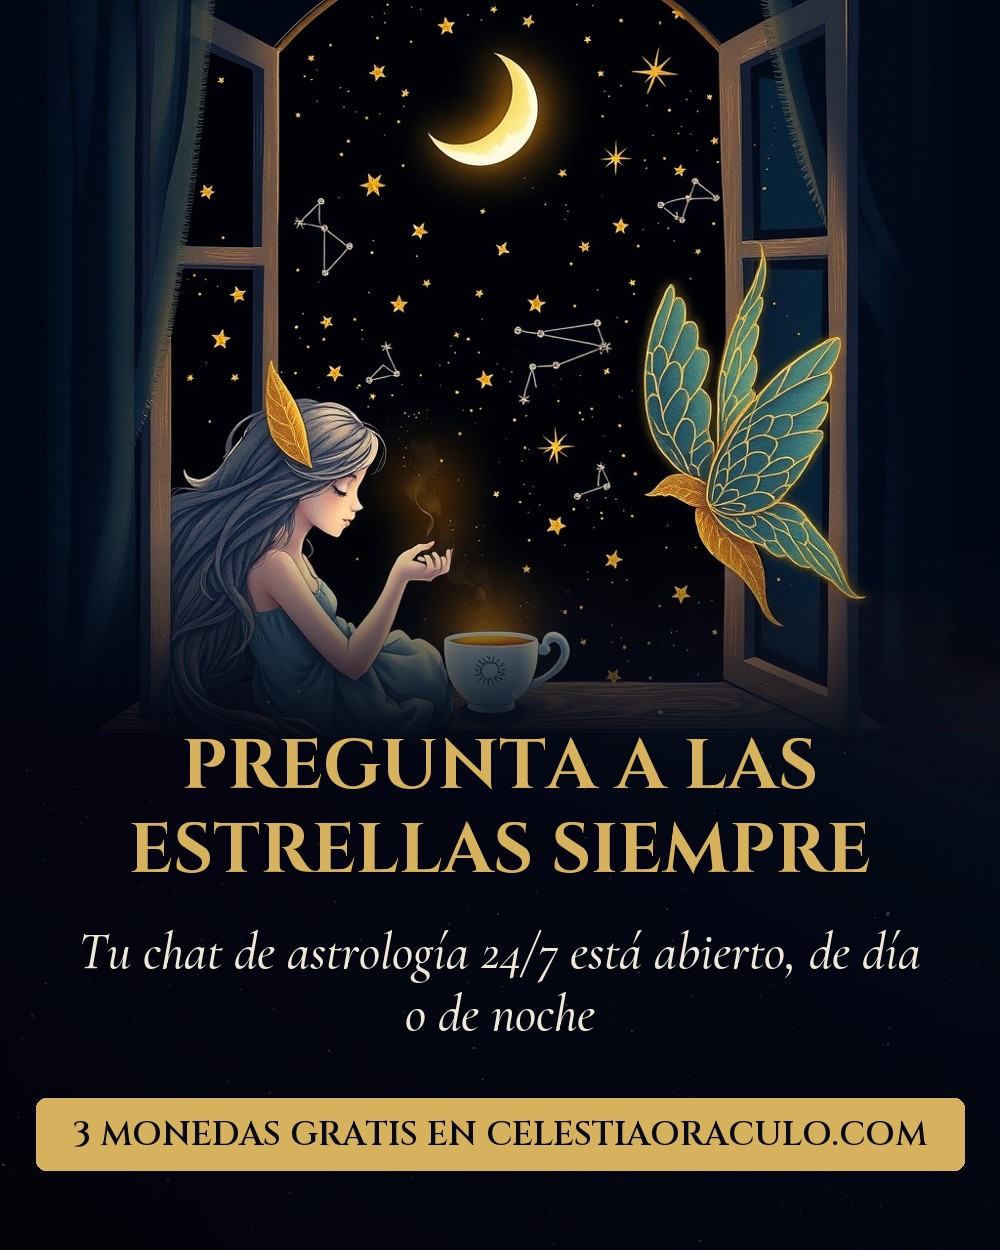 PREGUNTA A LAS
ESTRELLAS SIEMPRE
Tu chat de astrología 24/7 está abierto, de día
o de noche
3 MONEDAS GRATIS EN CELESTIAORACULO.COM